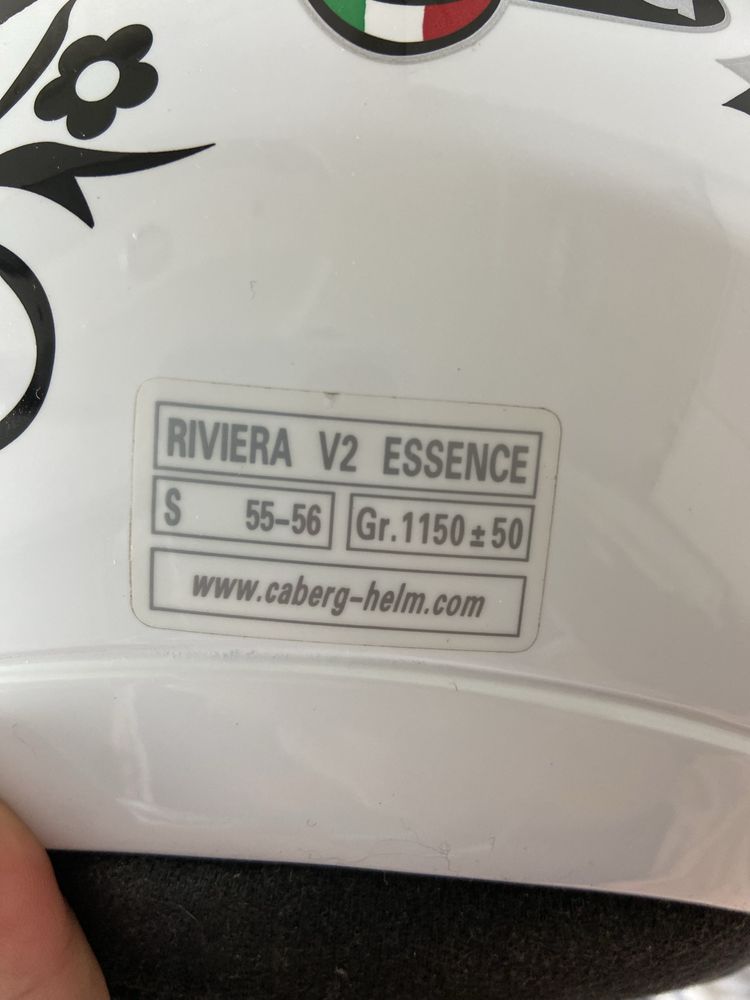 RIVIERA V2 ESSENCE
S 55-56 Gr.1150±50
www.caberg-helm.com